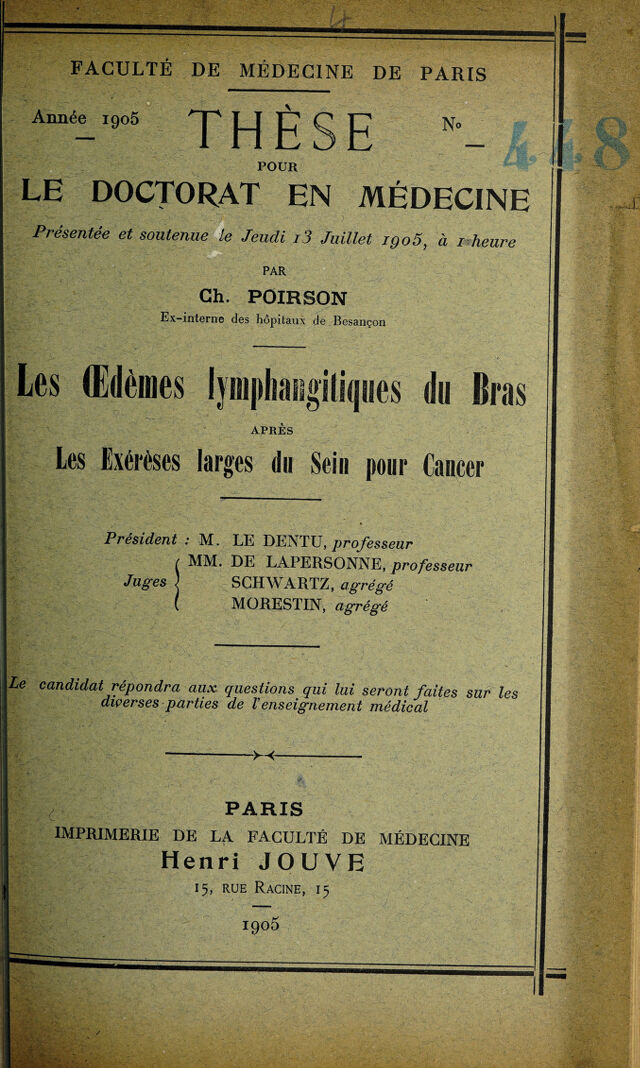 4
FACULTÉ DE MÉDECINE DE PARIS
Année 1905 THÈSE N° 448
POUR
LE DOCTORAT EN MÉDECINE
Présentée et soutenue le Jeudi 13 Juillet 1905, à 1 heure
PAR
Ch. POIRSON
Ex-interne des hôpitaux de Besançon
Les Œdèmes lymphangitiques du Bras
APRÈS
Les Exérèses larges du Sein pour Cancer
Président : M. LE DENTU, professeur
MM. DE LAPERSONNE, professeur
Juges { SCHWARTZ, agrégé
MORESTIN, agrégé
Le candidat répondra aux questions qui lui seront faites sur les
diverses parties de l'enseignement médical
PARIS
IMPRIMERIE DE LA FACULTÉ DE MÉDECINE
Henri JOUVE
15, RUE RACINE, 15
1905